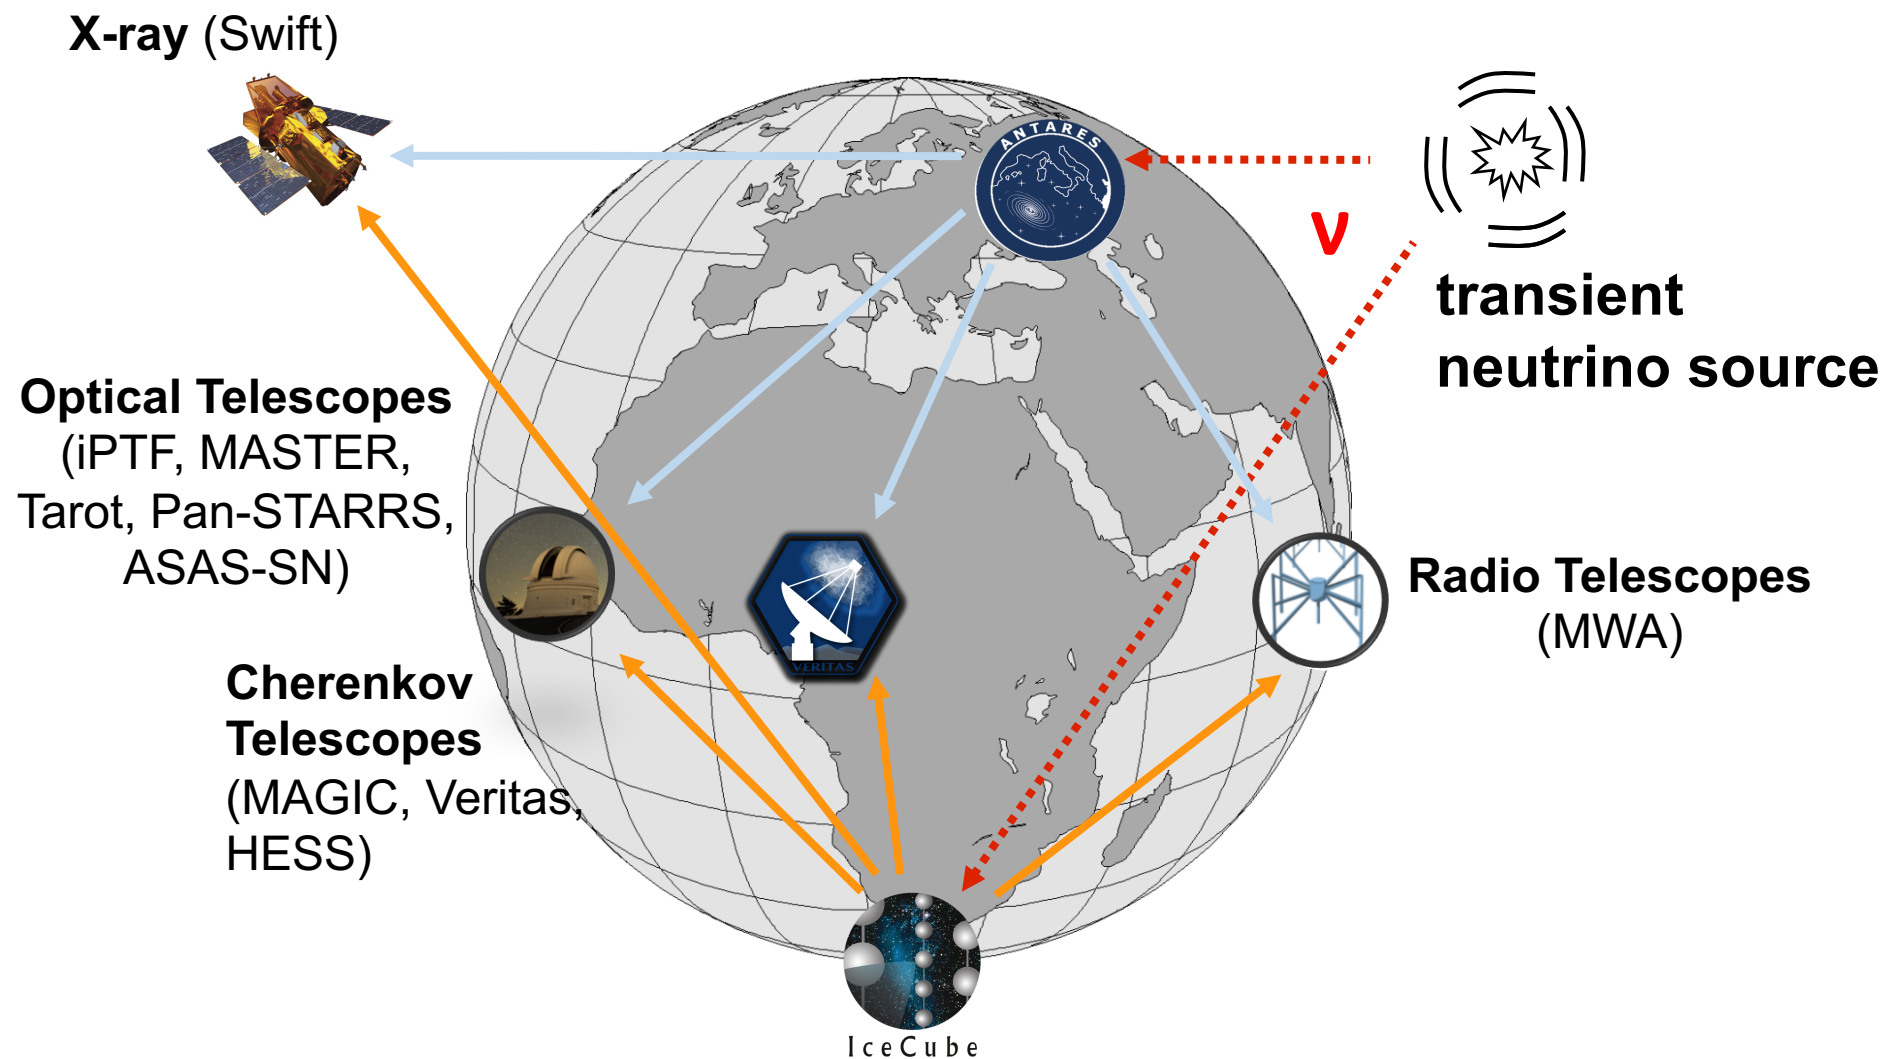 X-ray (Swift)
ANTARES
ν
transient
neutrino source
Optical Telescopes
(iPTF, MASTER,
Tarot, Pan-STARRS,
ASAS-SN)
VERITAS
Radio Telescopes
(MWA)
Cherenkov
Telescopes
(MAGIC, Veritas,
HESS)
IceCube